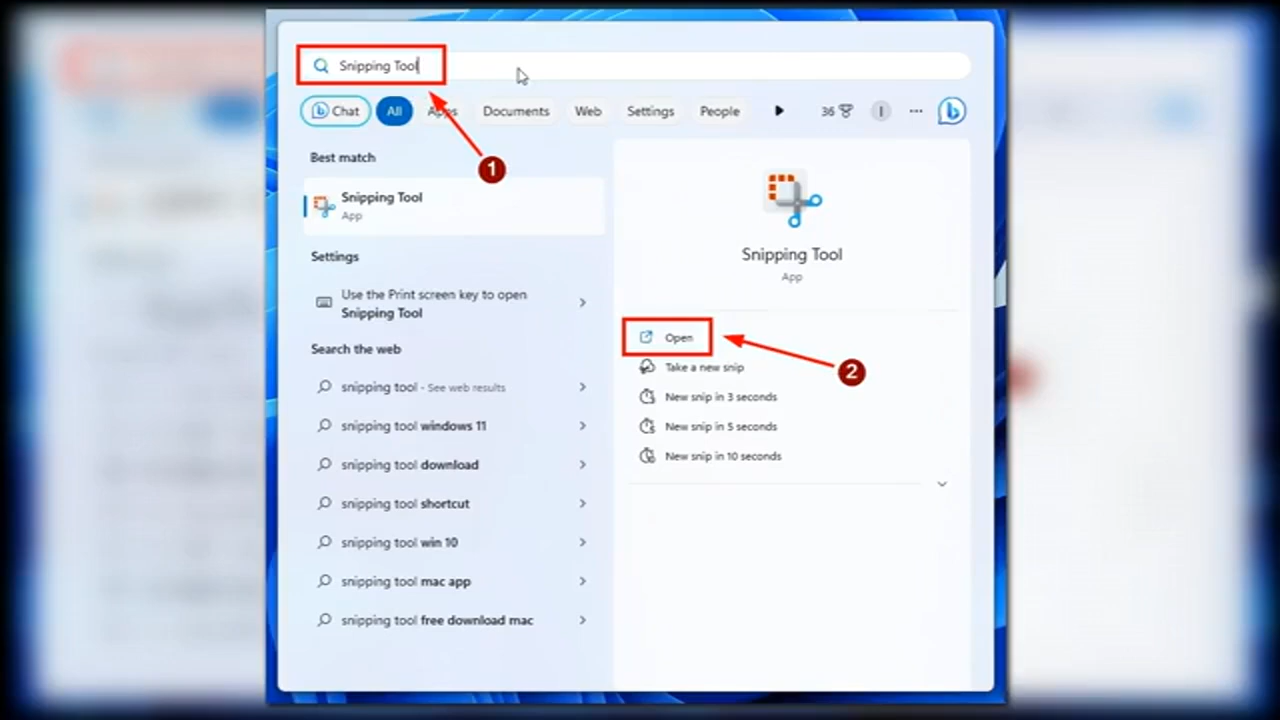 Snipping Tool
Chat All Apps Documents Web Settings People 36 I ...
1
Best match
Snipping Tool
App
Settings
Use the Print screen key to open
Snipping Tool
Search the web
snipping tool - See web results
snipping tool windows 11
snipping tool download
snipping tool shortcut
snipping tool win 10
snipping tool mac app
snipping tool free download mac
Snipping Tool
App
Open
2
Take a new snip
New snip in 3 seconds
New snip in 5 seconds
New snip in 10 seconds